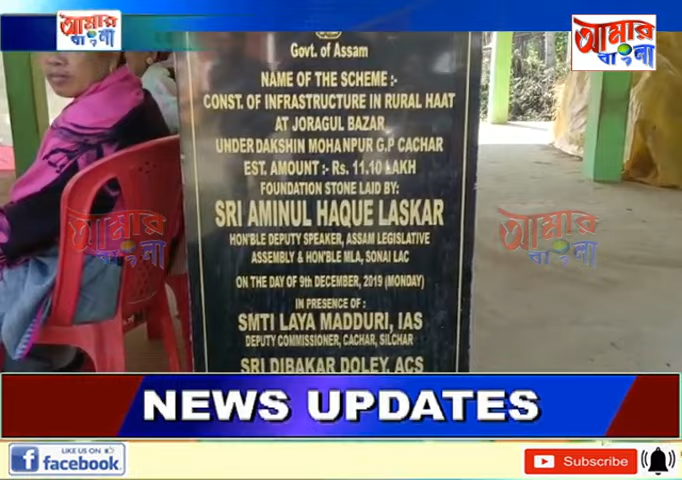 আমার
বাংলা
আমার
বাংলা
Govt. of Assam
NAME OF THE SCHEME :-
CONST. OF INFRASTRUCTURE IN RURAL HAAT
AT JORAGUL BAZAR
UNDER DAKSHIN MOHANPUR G.P CACHAR
EST. AMOUNT :- Rs. 11.10 LAKH
FOUNDATION STONE LAID BY:
SRI AMINUL HAQUE LASKAR
HON'BLE DEPUTY SPEAKER, ASSAM LEGISLATIVE
ASSEMBLY & HON'BLE MLA, SONAI LAC
ON THE DAY OF 9th DECEMBER, 2019 (MONDAY)
IN PRESENCE OF :
SMTI LAYA MADDURI, IAS
DEPUTY COMMISSIONER, CACHAR, SILCHAR
SRI DIBAKAR DOLEY, ACS
আমার
বাংলা
আমার
বাংলা
NEWS UPDATES
LIKE US ON
f facebook.
Subscribe